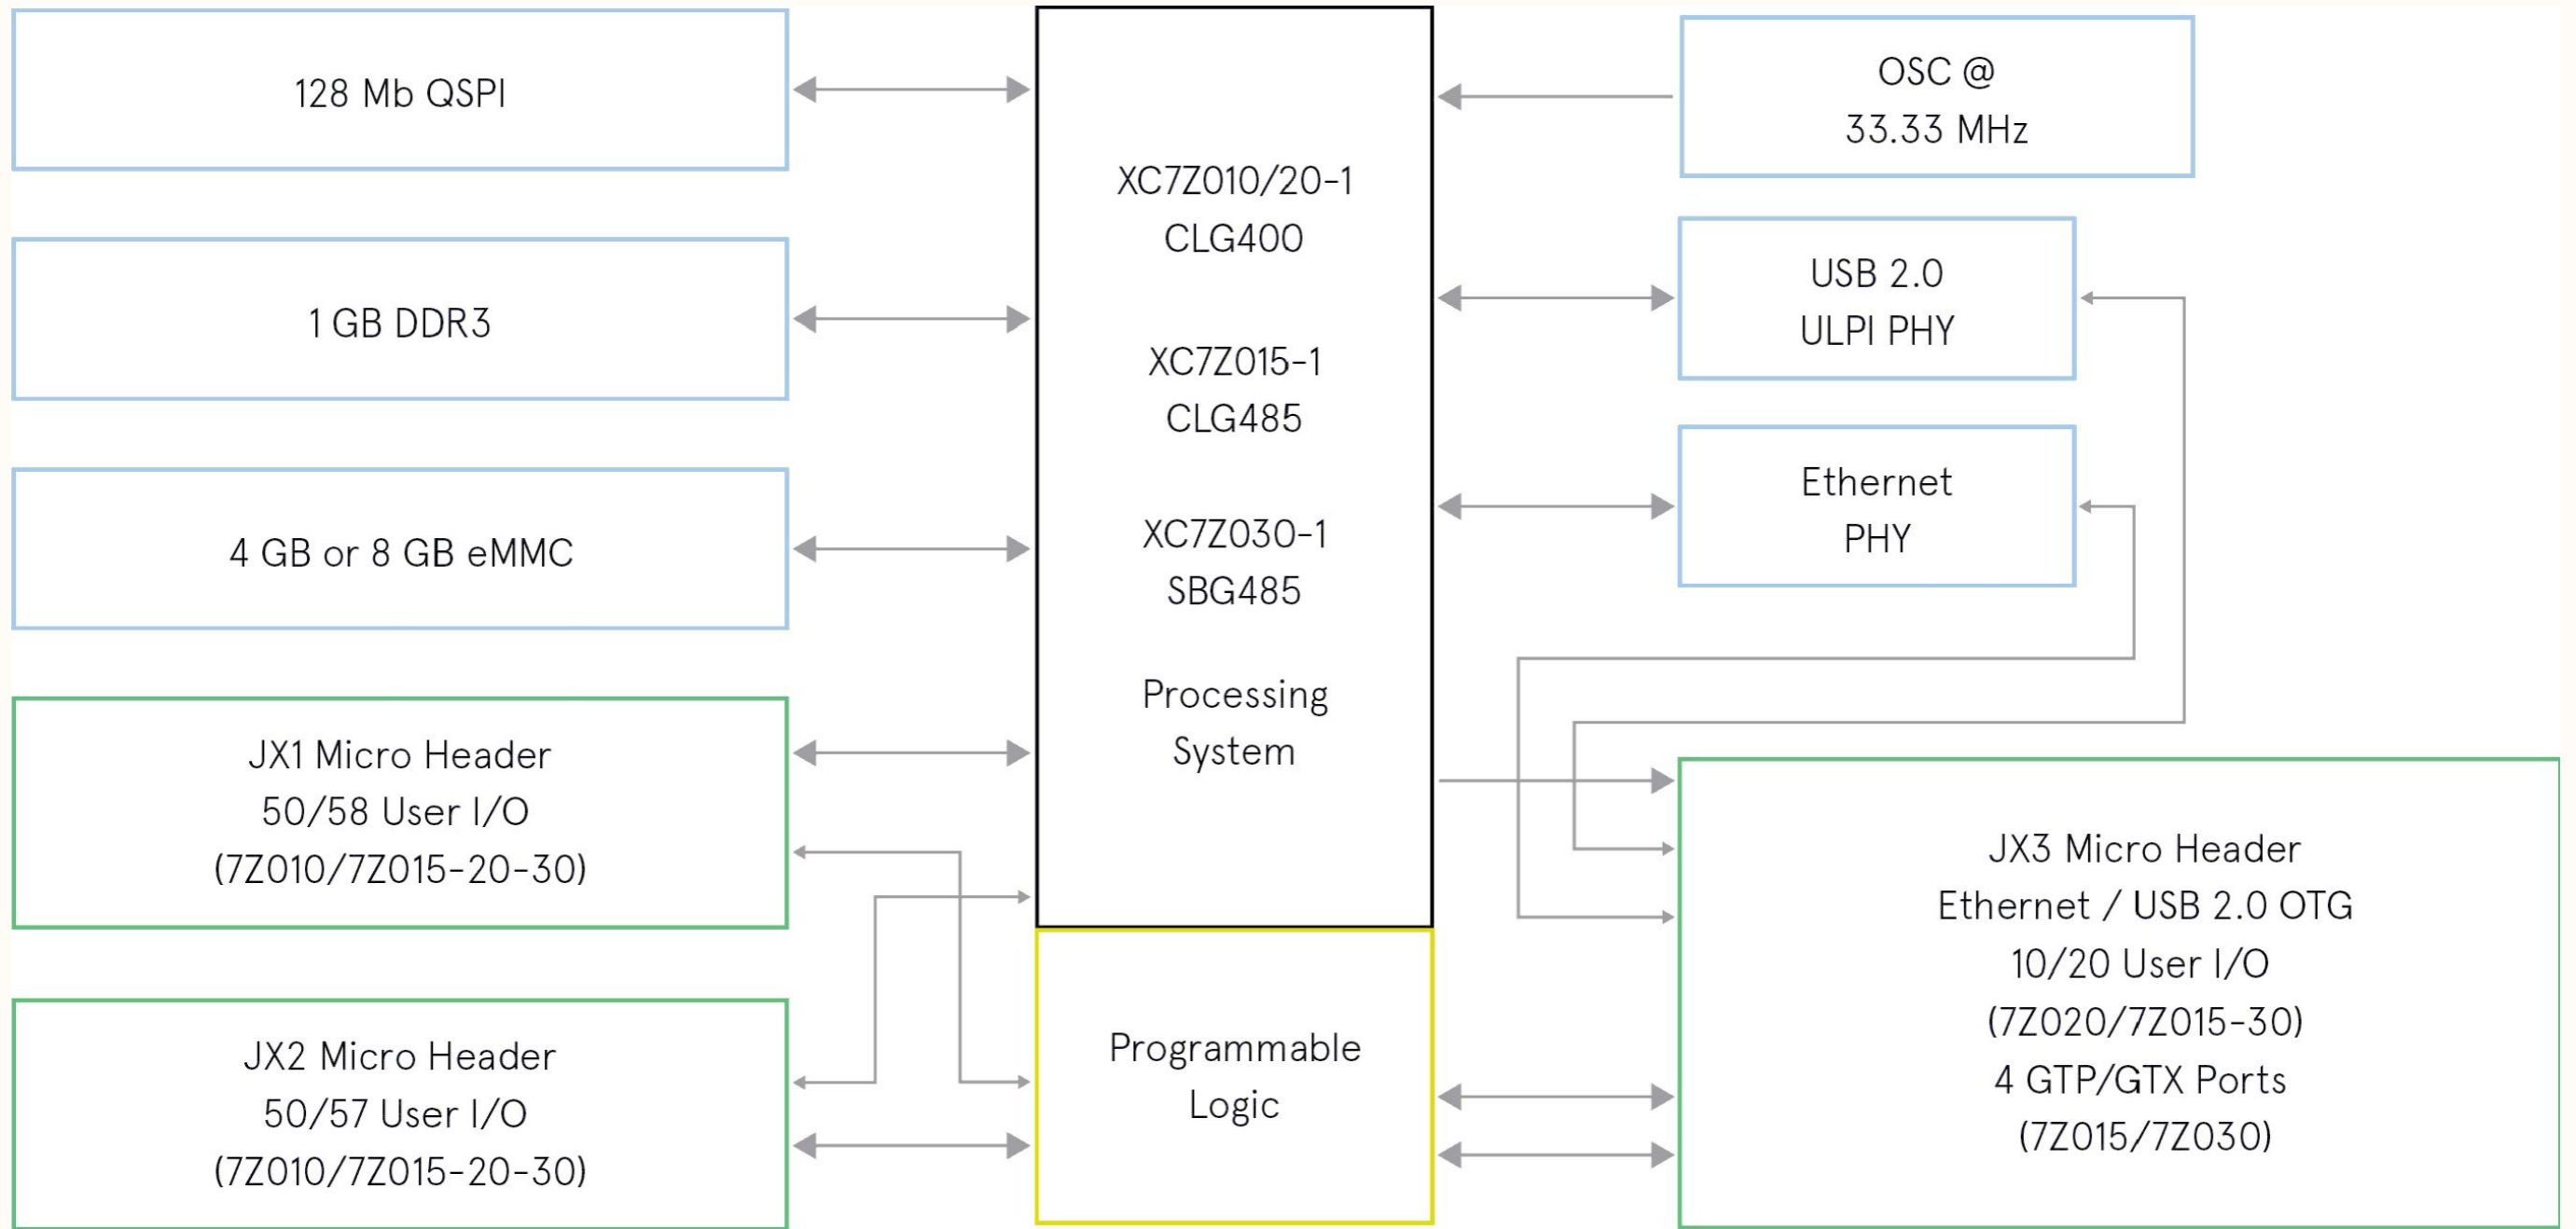 128 Mb QSPI
1 GB DDR3
4 GB or 8 GB eMMC
JX1 Micro Header
50/58 User I/O
(7Z010/7Z015-20-30)
JX2 Micro Header
50/57 User I/O
(7Z010/7Z015-20-30)
XC7Z010/20-1
CLG400
XC7Z015-1
CLG485
XC7Z030-1
SBG485
Processing
System
Programmable
Logic
OSC @
33.33 MHz
USB 2.0
ULPI PHY
Ethernet
PHY
JX3 Micro Header
Ethernet / USB 2.0 OTG
10/20 User I/O
(7Z020/7Z015-30)
4 GTP/GTX Ports
(7Z015/7Z030)